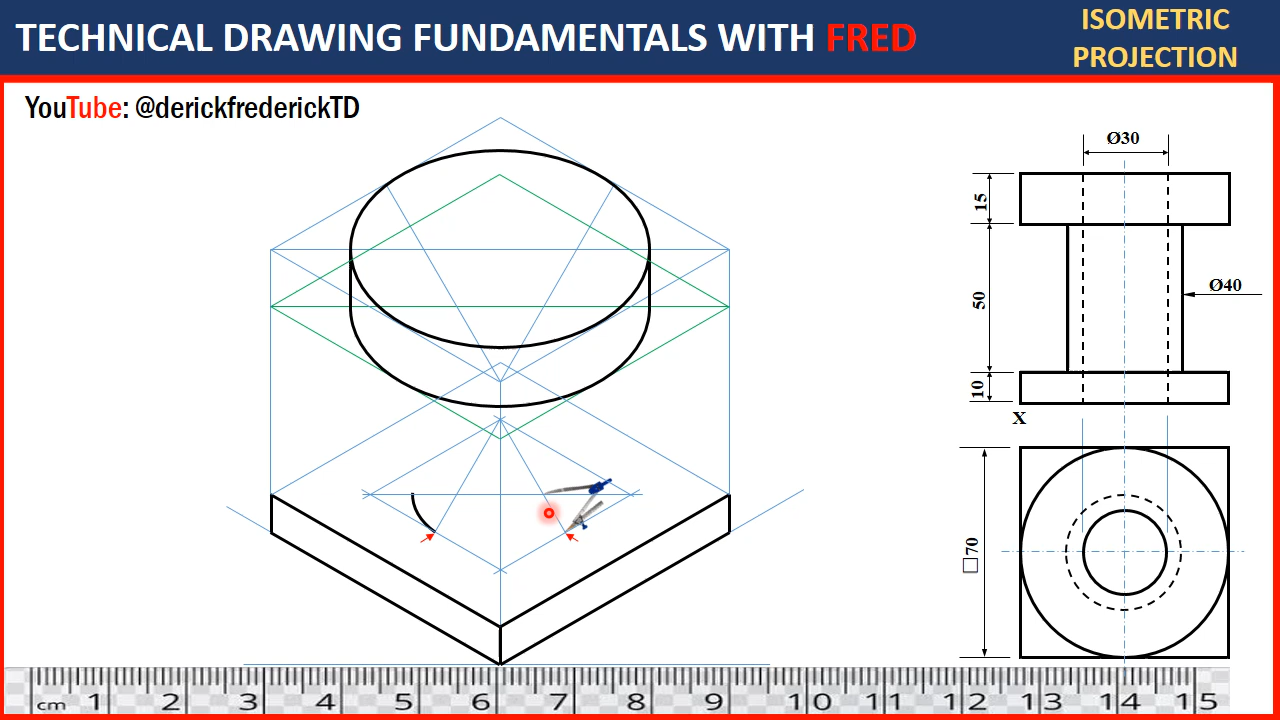 TECHNICAL DRAWING FUNDAMENTALS WITH FRED
ISOMETRIC
PROJECTION
YouTube: @derickfrederickTD
Ø30
15
50
Ø40
10
X
□70
cm 1 2 3 4 5 6 7 8 9 10 11 12 13 14 15